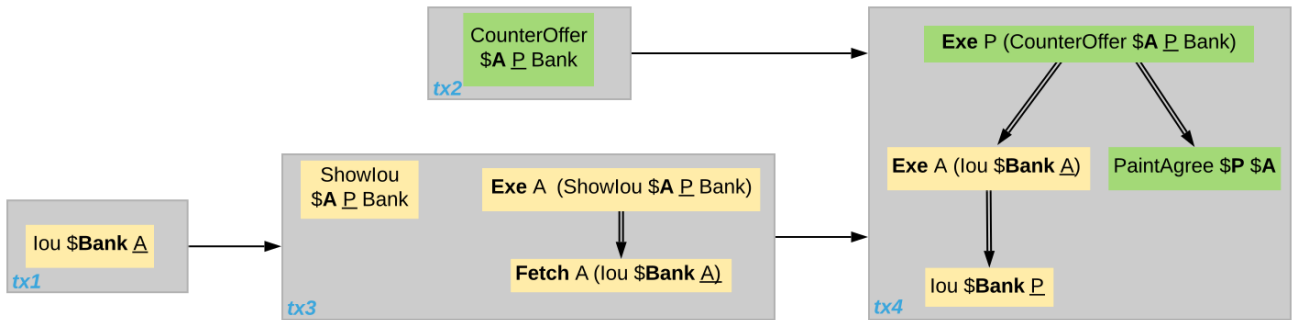 CounterOffer
$A P Bank
tx2
Exe P (CounterOffer $A P Bank)
Exe A (Iou $Bank A)
PaintAgree $P $A
Iou $Bank P
tx4
ShowIou
$A P Bank
Exe A (ShowIou $A P Bank)
Fetch A (Iou $Bank A)
tx3
Iou $Bank A
tx1